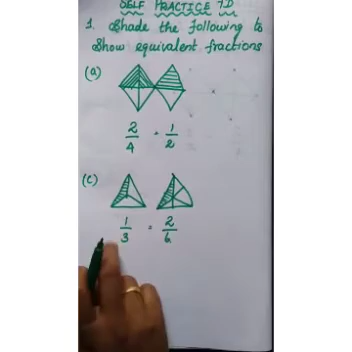 SELF PRACTICE 7D
1. Shade the following to
show equivalent fractions
(a)
2/4 = 1/2
(c)
1/3 = 2/6